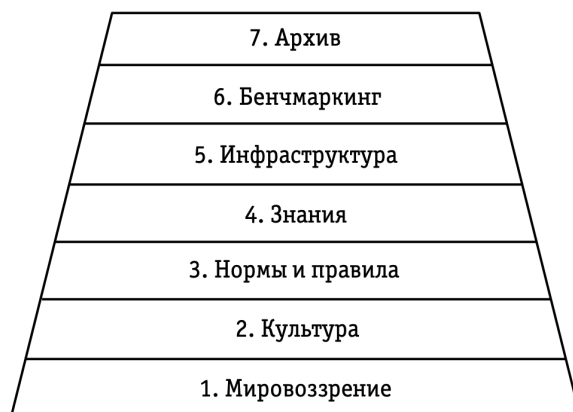 7. Архив
6. Бенчмаркинг
5. Инфраструктура
4. Знания
3. Нормы и правила
2. Культура
1. Мировоззрение